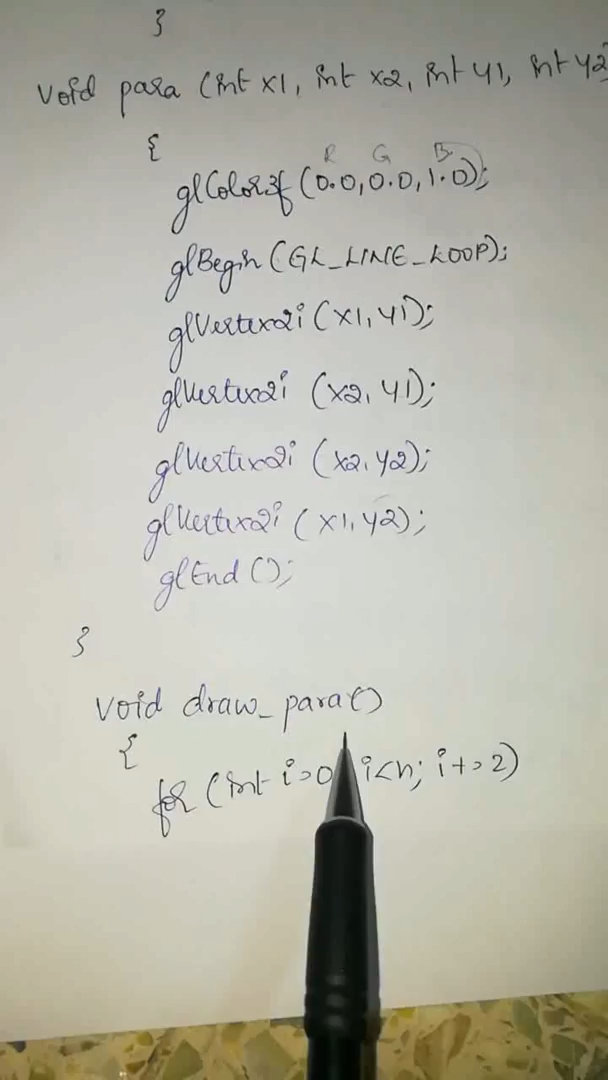 }
void para (int x1, int x2, int y1, int y2
{
R G B
glColor3f (0.0, 0.0, 1.0);
glBegin (GL_LINE_LOOP);
glVertex2i (x1, y1);
glVertex2i (x2, y1);
glVertex2i (x2, y2);
glVertex2i (x1, y2);
glEnd ();
}
void draw_para()
{
for (int i=0 i<n; i+=2)